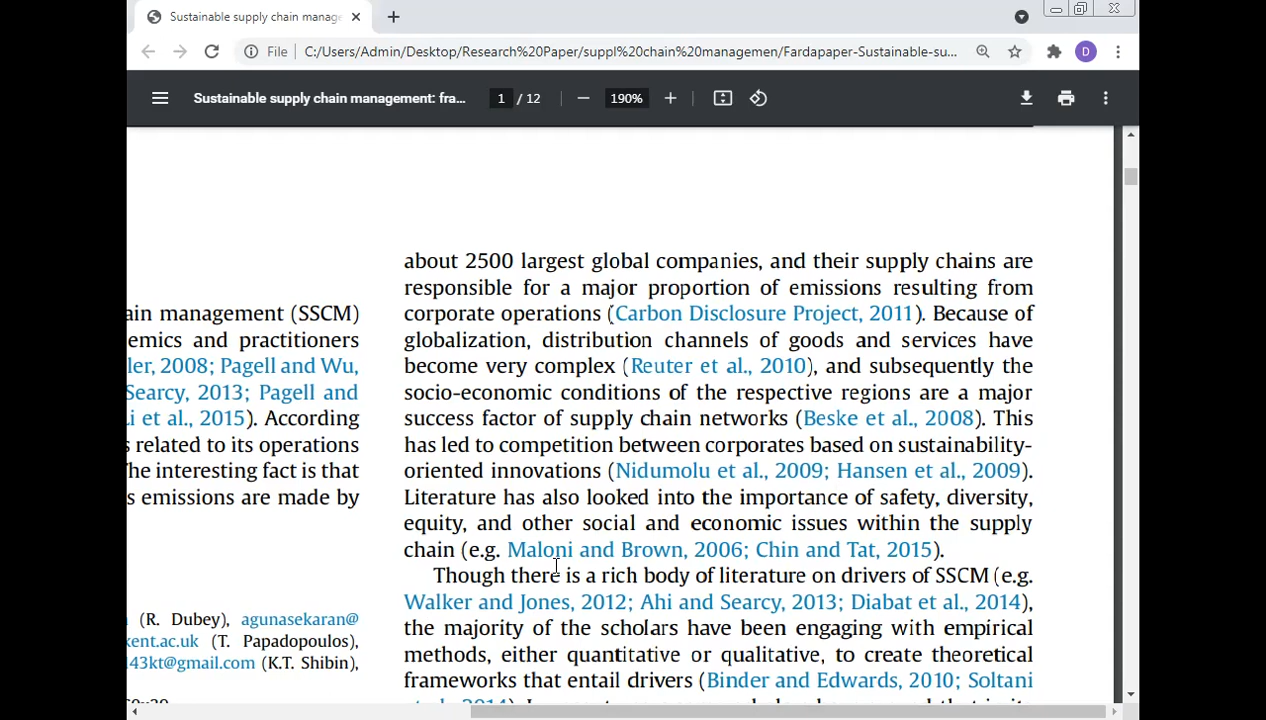 Sustainable supply chain manage
File C:/Users/Admin/Desktop/Research%20Paper/suppl%20chain%20managemen/Fardapaper-Sustainable-su...
D
Sustainable supply chain management: fra...
1 / 12
190%
ain management (SSCM)
emics and practitioners
ler, 2008; Pagell and Wu,
Searcy, 2013; Pagell and
i et al., 2015). According
s related to its operations
he interesting fact is that
s emissions are made by
(R. Dubey), agunasekaran@
kent.ac.uk (T. Papadopoulos),
43kt@gmail.com (K.T. Shibin),
about 2500 largest global companies, and their supply chains are
responsible for a major proportion of emissions resulting from
corporate operations (Carbon Disclosure Project, 2011). Because of
globalization, distribution channels of goods and services have
become very complex (Reuter et al., 2010), and subsequently the
socio-economic conditions of the respective regions are a major
success factor of supply chain networks (Beske et al., 2008). This
has led to competition between corporates based on sustainability-
oriented innovations (Nidumolu et al., 2009; Hansen et al., 2009).
Literature has also looked into the importance of safety, diversity,
equity, and other social and economic issues within the supply
chain (e.g. Maloni and Brown, 2006; Chin and Tat, 2015).
Though there is a rich body of literature on drivers of SSCM (e.g.
Walker and Jones, 2012; Ahi and Searcy, 2013; Diabat et al., 2014),
the majority of the scholars have been engaging with empirical
methods, either quantitative or qualitative, to create theoretical
frameworks that entail drivers (Binder and Edwards, 2010; Soltani